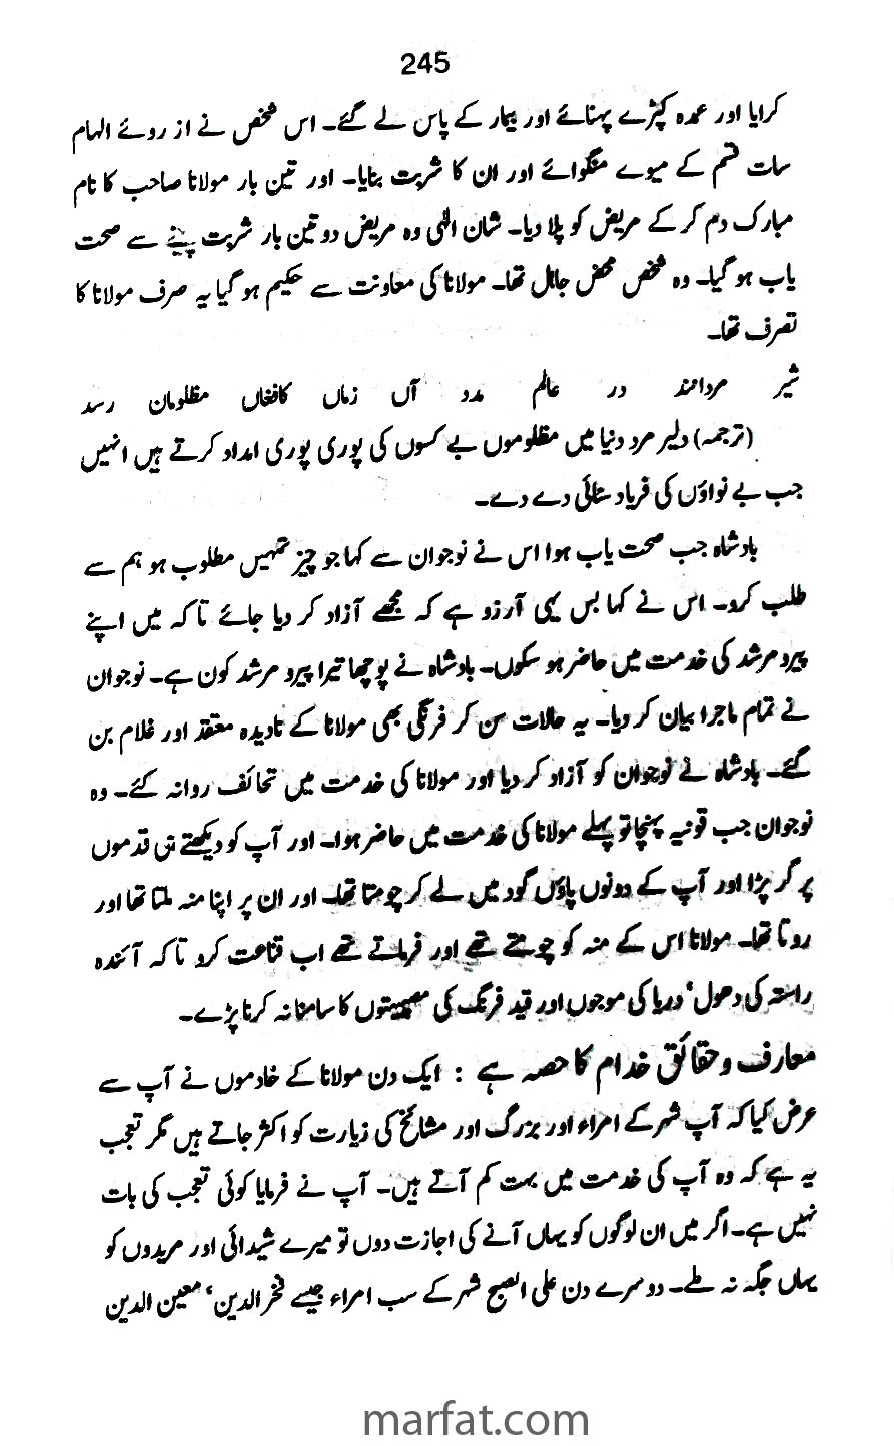 245
کرایا اور عمدہ کپڑے پہنائے اور بیمار کے پاس لے گئے۔ اس شخص نے از روئے الہام
سات قسم کے میوے منگوائے اور ان کا شربت بنایا۔ اور تین بار مولانا صاحب کا نام
مبارک دم کر کے مریض کو پلا دیا۔ شان الٰہی وہ مریض دو تین بار شربت پینے سے صحت
یاب ہو گیا۔ وہ شخص محض جاہل تھا۔ مولانا کی معاونت سے حکیم ہو گیا یہ صرف مولانا کا
تصرف تھا۔
شیر مردانند در عالم مدد آں زماں کافغاں مظلومان رسد
(ترجمہ) دلیر مرد دنیا میں مظلوموں بے کسوں کی پوری پوری امداد کرتے ہیں انہیں
جب بے نواؤں کی فریاد سنائی دے دے۔
بادشاہ جب صحت یاب ہوا اس نے نوجوان سے کہا جو چیز تمہیں مطلوب ہو ہم سے
طلب کرو۔ اس نے کہا بس یہی آرزو ہے کہ مجھے آزاد کر دیا جائے تاکہ میں اپنے
پیرو مرشد کی خدمت میں حاضر ہو سکوں۔ بادشاہ نے پوچھا تیرا پیرو مرشد کون ہے۔ نوجوان
نے تمام ماجرا بیان کر دیا۔ یہ حالات سن کر فرنگی بھی مولانا کے نادیدہ معتقد اور غلام بن
گئے۔ بادشاہ نے نوجوان کو آزاد کر دیا اور مولانا کی خدمت میں تحائف روانہ کئے۔ وہ
نوجوان جب قونیہ پہنچا تو پہلے مولانا کی خدمت میں حاضر ہوا۔ اور آپ کو دیکھتے ہی قدموں
پر گر پڑا اور آپ کے دونوں پاؤں گود میں لے کر چومتا تھا۔ اور ان پر اپنا منہ ملتا تھا اور
روتا تھا۔ مولانا اس کے منہ کو چومتے تھے اور فرماتے تھے اب قناعت کرو تاکہ آئندہ
راستہ کی دھول، دریا کی موجوں اور قید فرنگ کی مصیبتوں کا سامنا نہ کرنا پڑے۔
معارف و حقائق خدام کا حصہ ہے : ایک دن مولانا کے خادموں نے آپ سے
عرض کیا کہ آپ شہر کے امراء اور بزرگ اور مشائخ کی زیارت کو اکثر جاتے ہیں مگر تعجب
یہ ہے کہ وہ آپ کی خدمت میں بہت کم آتے ہیں۔ آپ نے فرمایا کوئی تعجب کی بات
نہیں ہے۔ اگر میں ان لوگوں کو یہاں آنے کی اجازت دوں تو میرے شیدائی اور مریدوں کو
یہاں جگہ نہ ملے۔ دوسرے دن علی الصبح شہر کے سب امراء جیسے فخر الدین، معین الدین
marfat.com